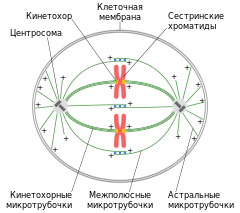 Клеточная
мембрана
Кинетохор
Сестринские
хроматиды
Центросома
Кинетохорные
микротрубочки
Межполюсные
микротрубочки
Астральные
микротрубочки